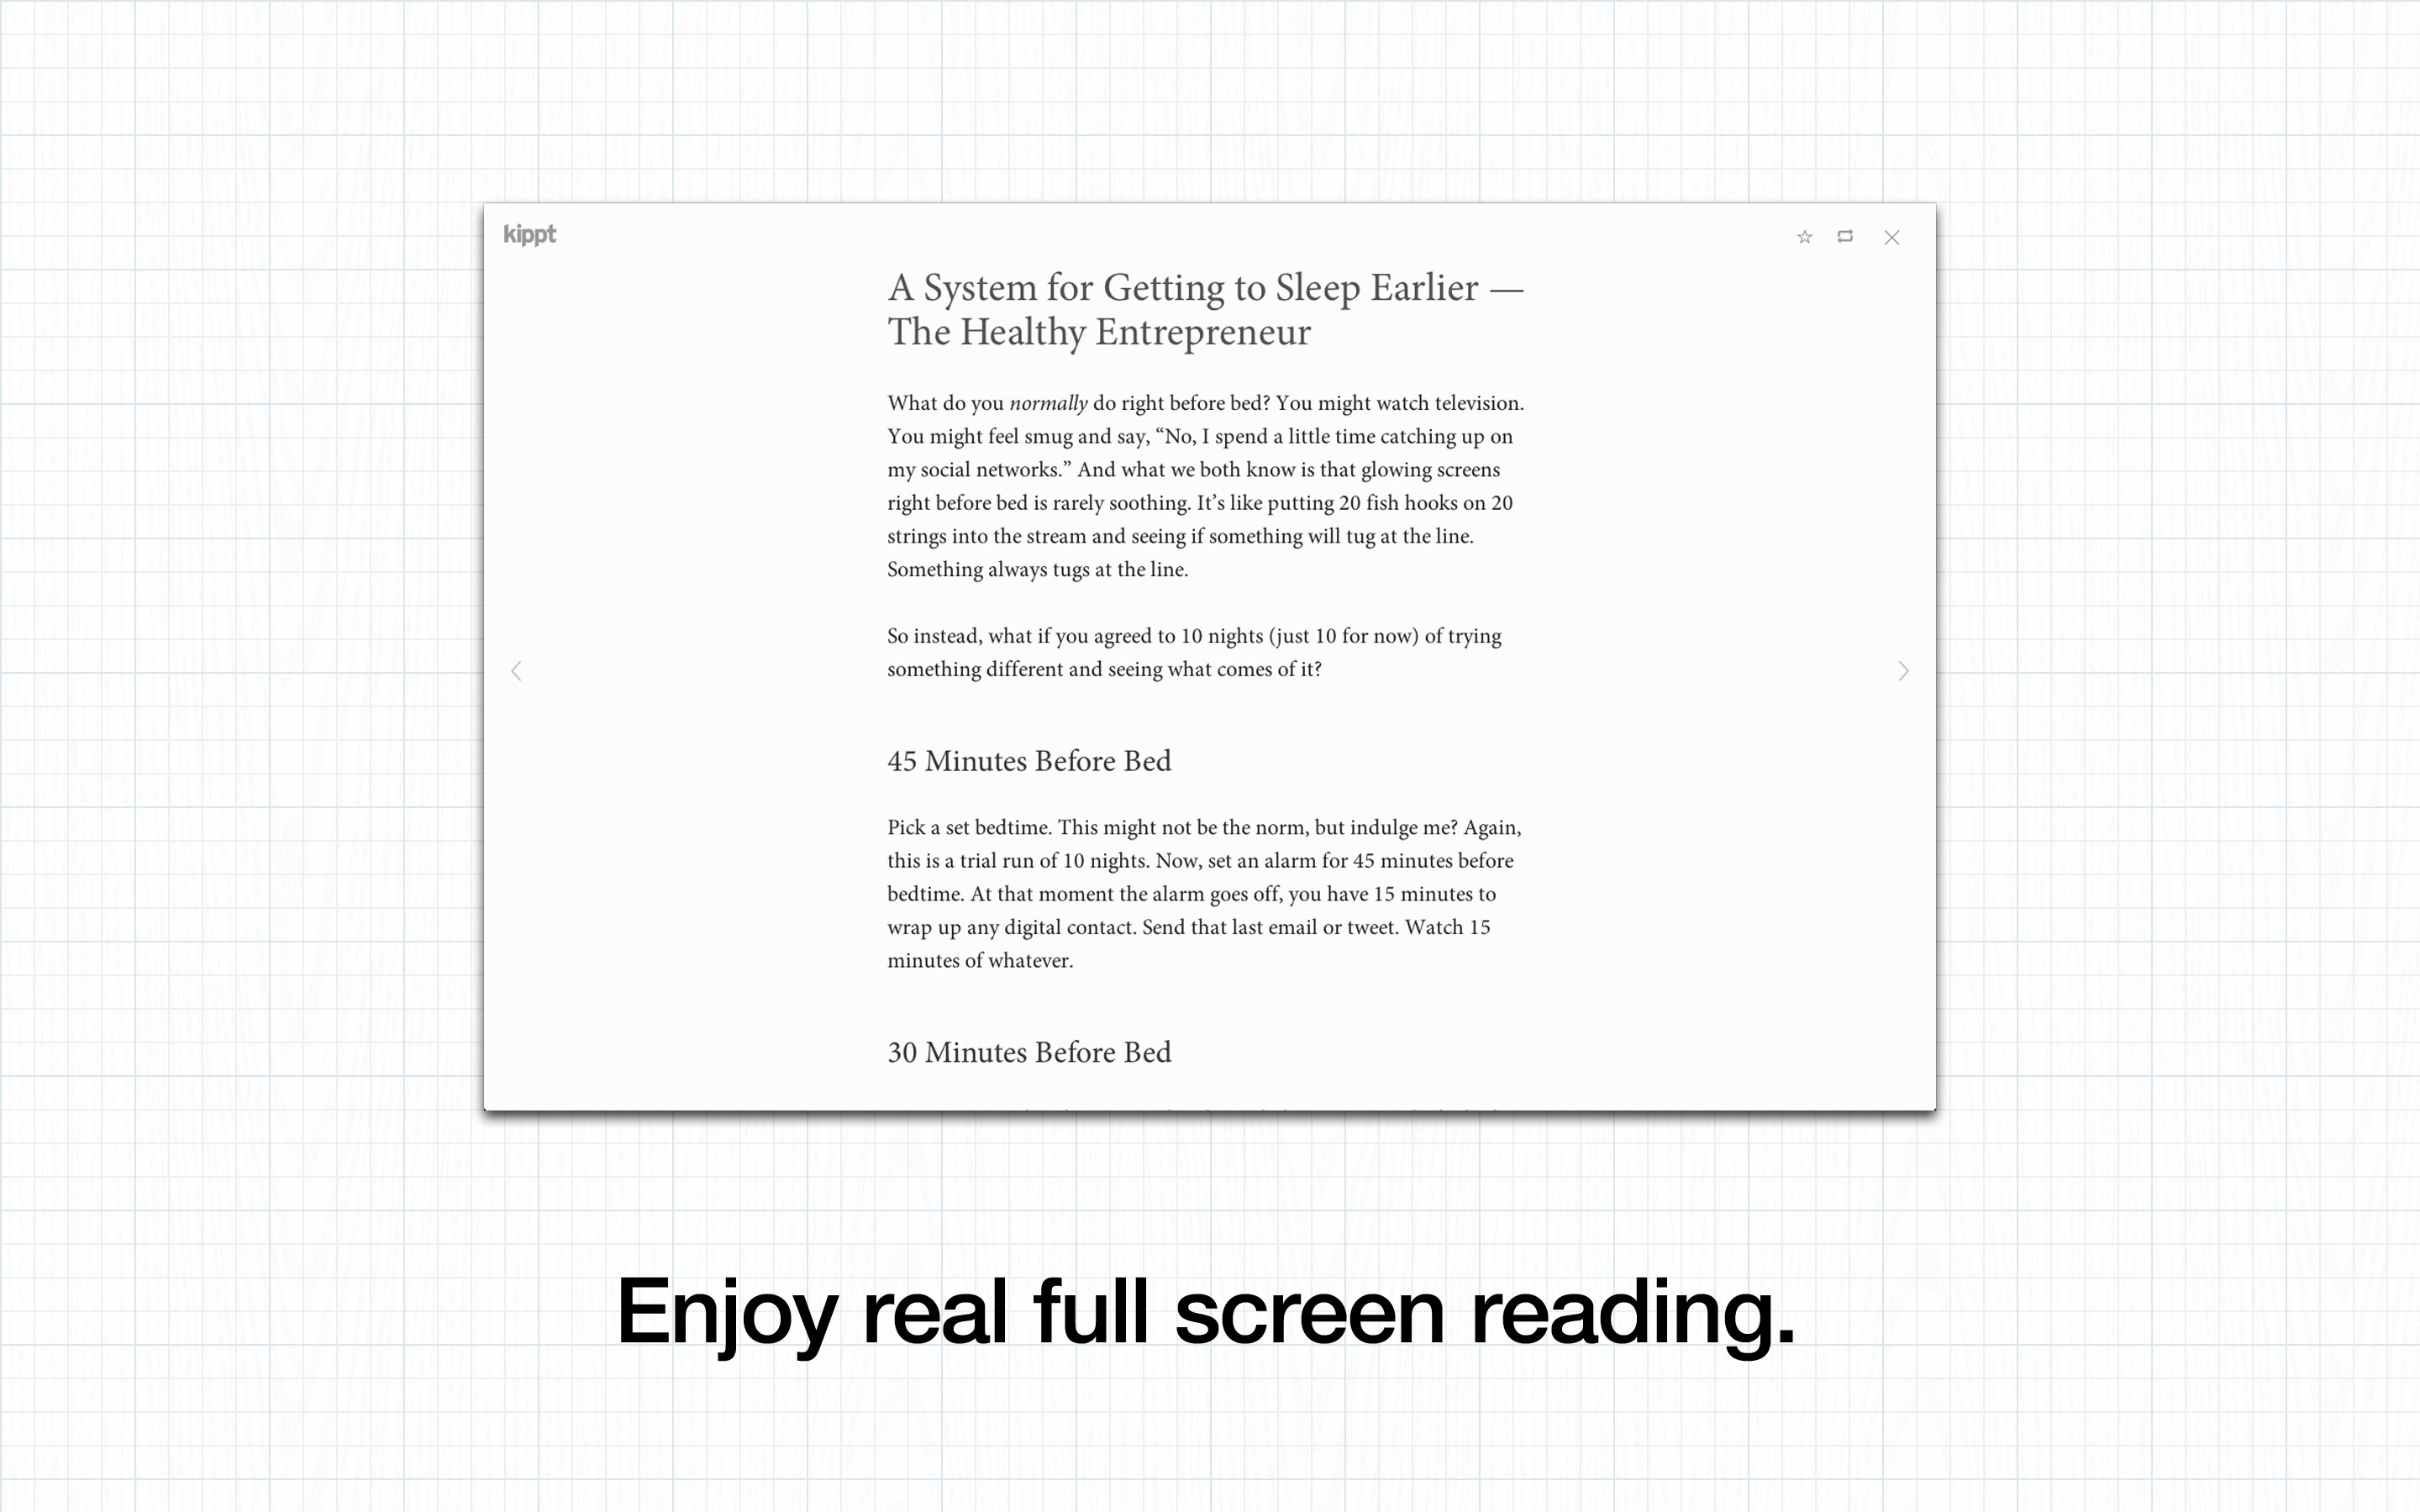 kippt
A System for Getting to Sleep Earlier —
The Healthy Entrepreneur
What do you normally do right before bed? You might watch television.
You might feel smug and say, “No, I spend a little time catching up on
my social networks.” And what we both know is that glowing screens
right before bed is rarely soothing. It’s like putting 20 fish hooks on 20
strings into the stream and seeing if something will tug at the line.
Something always tugs at the line.
So instead, what if you agreed to 10 nights (just 10 for now) of trying
something different and seeing what comes of it?
45 Minutes Before Bed
Pick a set bedtime. This might not be the norm, but indulge me? Again,
this is a trial run of 10 nights. Now, set an alarm for 45 minutes before
bedtime. At that moment the alarm goes off, you have 15 minutes to
wrap up any digital contact. Send that last email or tweet. Watch 15
minutes of whatever.
30 Minutes Before Bed
Enjoy real full screen reading.